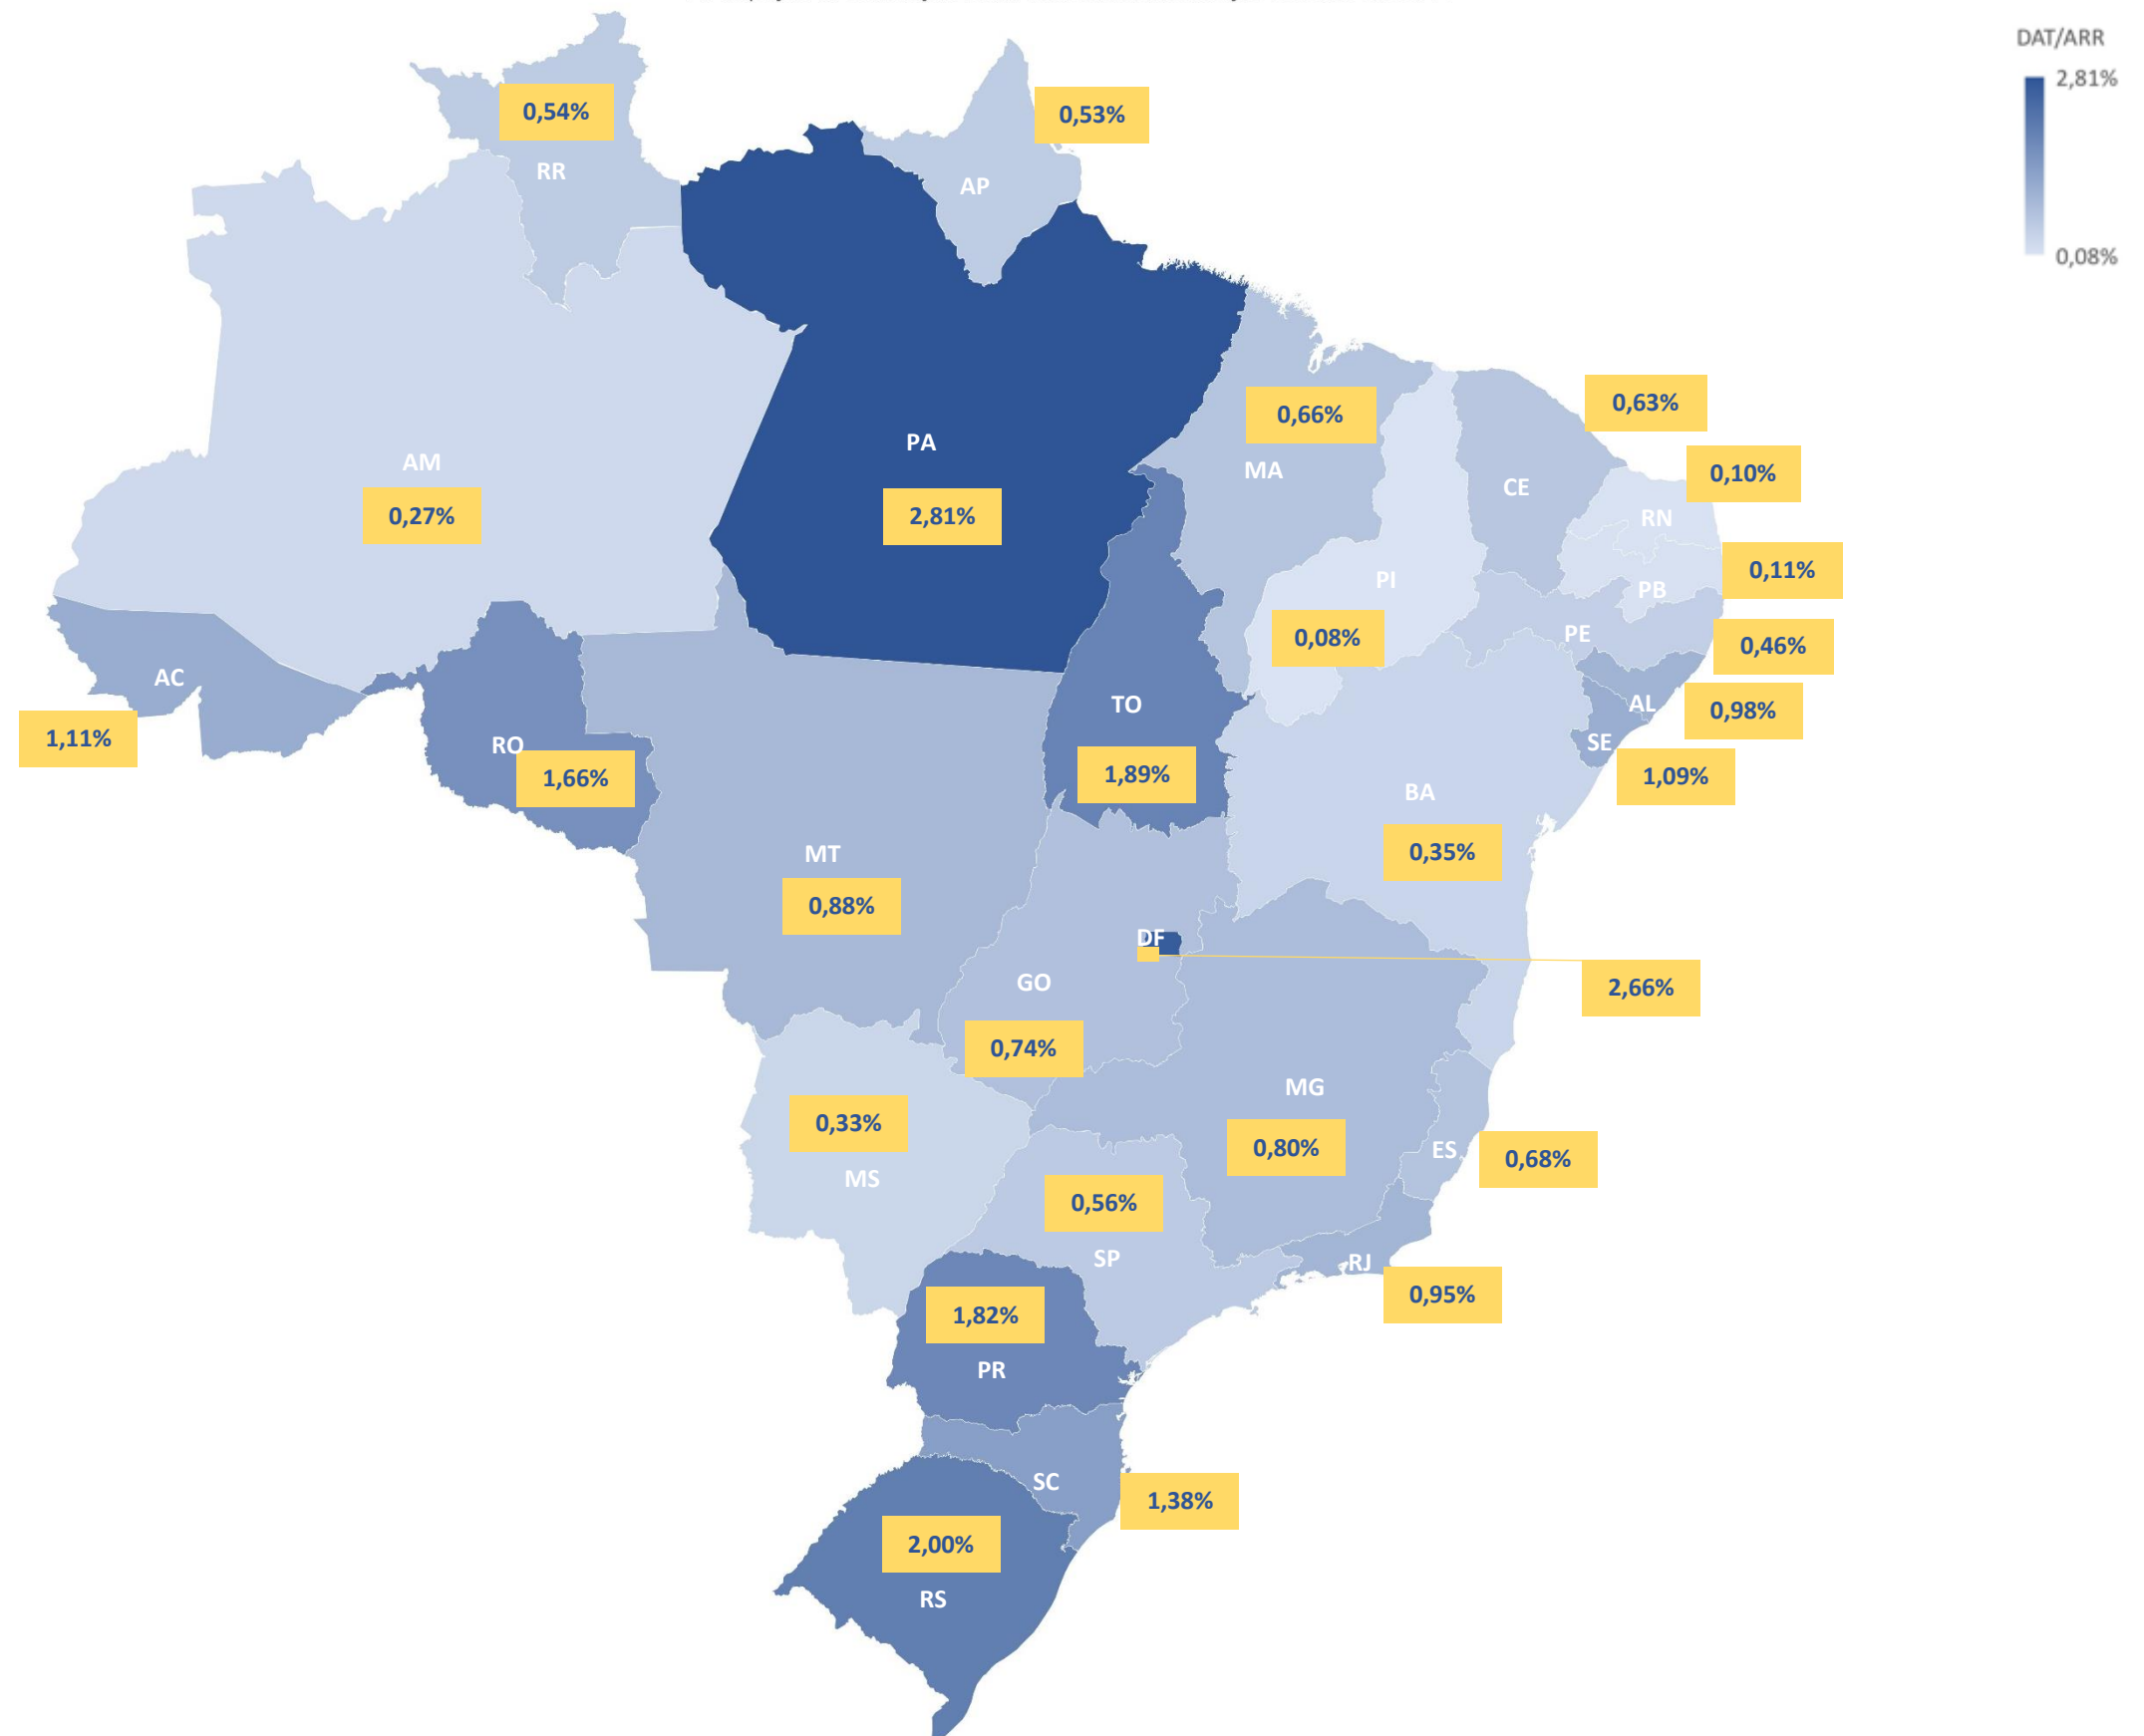 DAT/ARR
2,81%
0,08%
0,54%
RR
0,53%
AP
AM
0,27%
PA
2,81%
0,66%
MA
0,63%
CE
0,10%
RN
0,11%
PB
PI
0,08%
PE
0,46%
AL
0,98%
SE
1,09%
AC
1,11%
RO
1,66%
TO
1,89%
BA
0,35%
MT
0,88%
DF
2,66%
GO
0,74%
MG
0,80%
ES
0,68%
0,33%
MS
0,56%
SP
RJ
0,95%
1,82%
PR
SC
1,38%
2,00%
RS